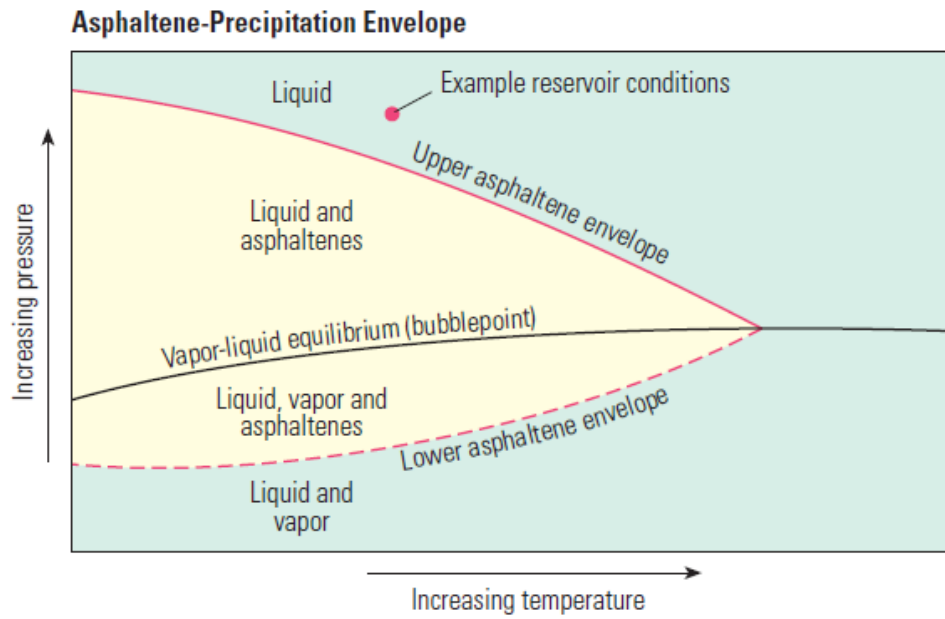 Asphaltene-Precipitation Envelope
Liquid
Example reservoir conditions
Upper asphaltene envelope
Liquid and
asphaltenes
Increasing pressure
Vapor-liquid equilibrium (bubblepoint)
Liquid, vapor and
asphaltenes
Lower asphaltene envelope
Liquid and
vapor
Increasing temperature